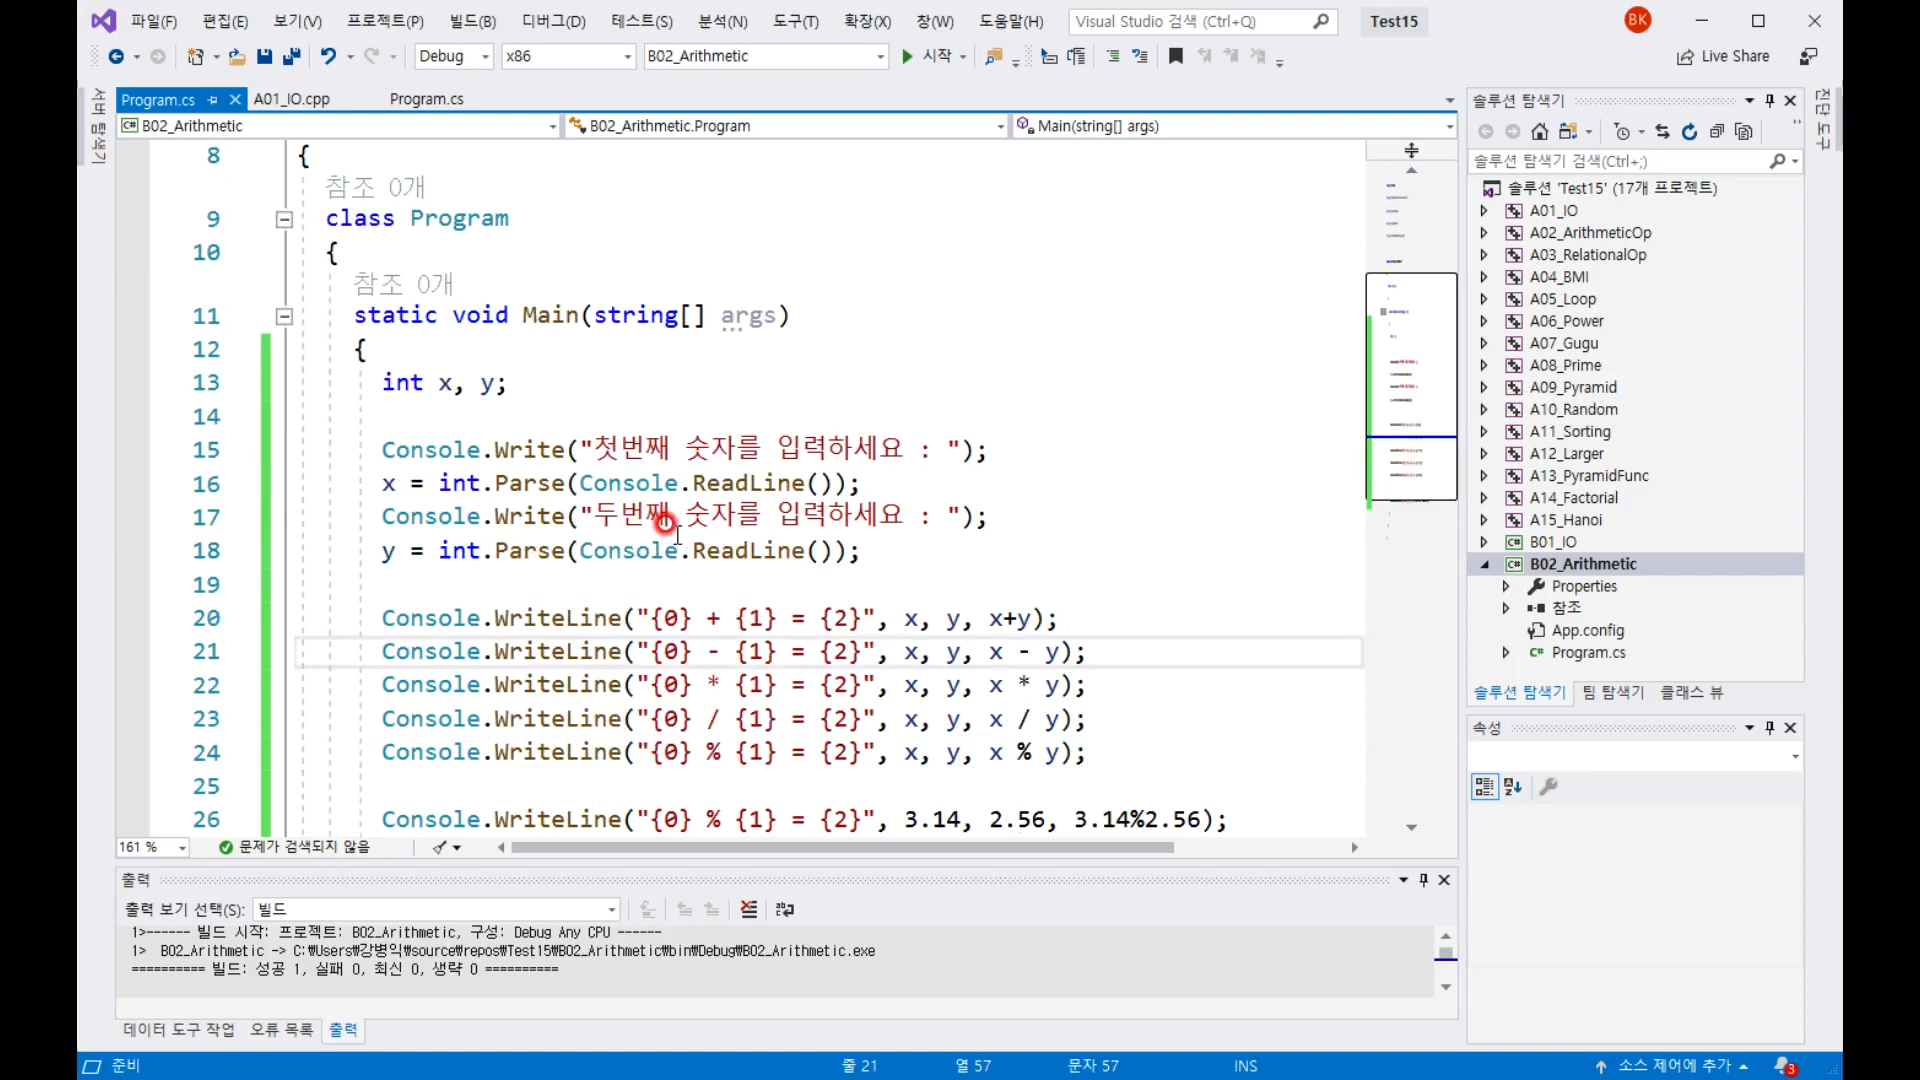 파일(F) 편집(E) 보기(V) 프로젝트(P) 빌드(B) 디버그(D) 테스트(S) 분석(N) 도구(T) 확장(X) 창(W) 도움말(H) Visual Studio 검색 (Ctrl+Q) Test15 BK
Debug x86 B02_Arithmetic 시작 Live Share
서버 탐색기
Program.cs A01_IO.cpp Program.cs
B02_Arithmetic B02_Arithmetic.Program Main(string[] args)
8 {
참조 0개
9 class Program
10 {
참조 0개
11 static void Main(string[] args)
12 {
13 int x, y;
14
15 Console.Write("첫번째 숫자를 입력하세요 : ");
16 x = int.Parse(Console.ReadLine());
17 Console.Write("두번째 숫자를 입력하세요 : ");
18 y = int.Parse(Console.ReadLine());
19
20 Console.WriteLine("{0} + {1} = {2}", x, y, x+y);
21 Console.WriteLine("{0} - {1} = {2}", x, y, x - y);
22 Console.WriteLine("{0} * {1} = {2}", x, y, x * y);
23 Console.WriteLine("{0} / {1} = {2}", x, y, x / y);
24 Console.WriteLine("{0} % {1} = {2}", x, y, x % y);
25
26 Console.WriteLine("{0} % {1} = {2}", 3.14, 2.56, 3.14%2.56);
161 % 문제가 검색되지 않음
출력
출력 보기 선택(S): 빌드
1>------ 빌드 시작: 프로젝트: B02_Arithmetic, 구성: Debug Any CPU ------
1> B02_Arithmetic -> C:₩Users₩강병익₩source₩repos₩Test15₩B02_Arithmetic₩bin₩Debug₩B02_Arithmetic.exe
========== 빌드: 성공 1, 실패 0, 최신 0, 생략 0 ==========
데이터 도구 작업 오류 목록 출력
솔루션 탐색기
솔루션 탐색기 검색(Ctrl+;)
솔루션 'Test15' (17개 프로젝트)
A01_IO
A02_ArithmeticOp
A03_RelationalOp
A04_BMI
A05_Loop
A06_Power
A07_Gugu
A08_Prime
A09_Pyramid
A10_Random
A11_Sorting
A12_Larger
A13_PyramidFunc
A14_Factorial
A15_Hanoi
B01_IO
B02_Arithmetic
Properties
참조
App.config
Program.cs
솔루션 탐색기 팀 탐색기 클래스 뷰
속성
진단 도구
준비 줄 21 열 57 문자 57 INS 소스 제어에 추가 3